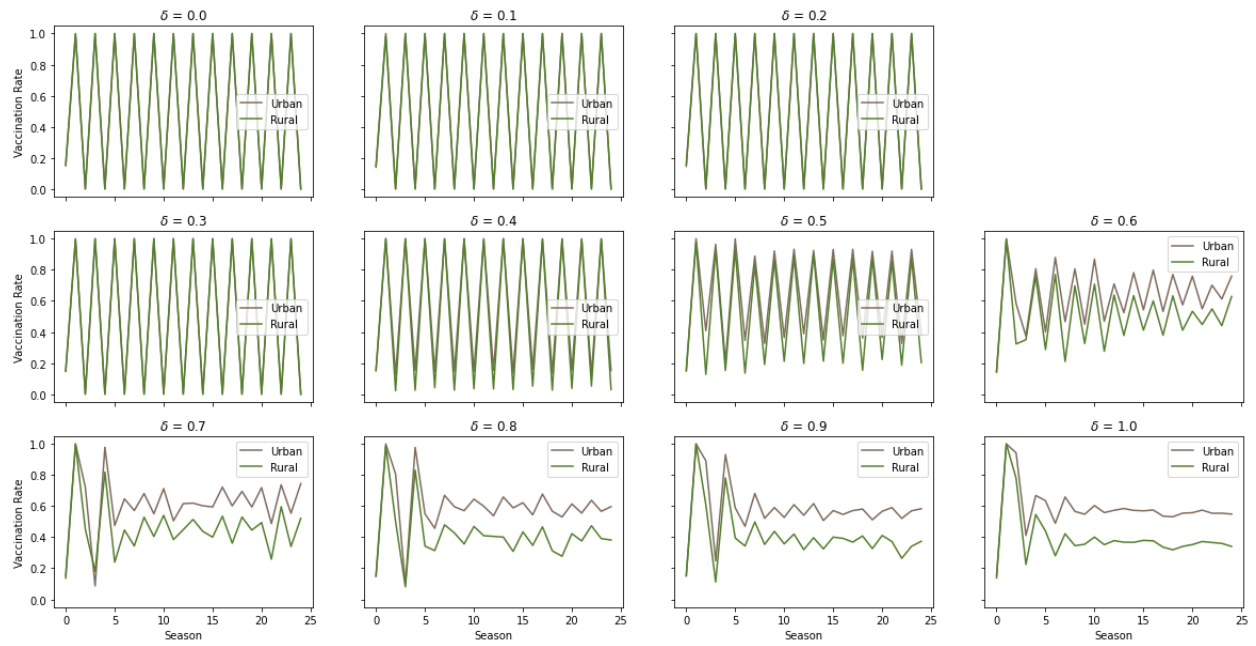 δ = 0.0
δ = 0.1
δ = 0.2
Vaccination Rate
1.0
0.8
0.6
0.4
0.2
0.0
Urban
Rural
Urban
Rural
Urban
Rural
δ = 0.3
δ = 0.4
δ = 0.5
δ = 0.6
Vaccination Rate
1.0
0.8
0.6
0.4
0.2
0.0
Urban
Rural
Urban
Rural
Urban
Rural
Urban
Rural
δ = 0.7
δ = 0.8
δ = 0.9
δ = 1.0
Vaccination Rate
1.0
0.8
0.6
0.4
0.2
0.0
Urban
Rural
Urban
Rural
Urban
Rural
Urban
Rural
0 5 10 15 20 25
0 5 10 15 20 25
0 5 10 15 20 25
0 5 10 15 20 25
Season
Season
Season
Season